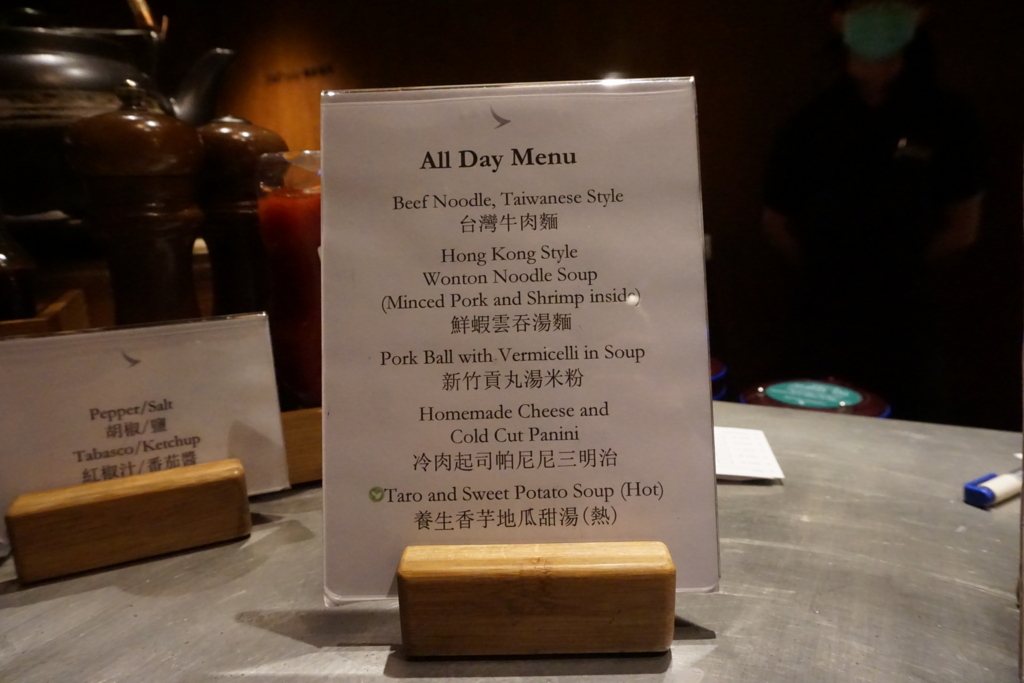 All Day Menu
Beef Noodle, Taiwanese Style
台灣牛肉麵
Hong Kong Style
Wonton Noodle Soup
(Minced Pork and Shrimp inside)
鮮蝦雲吞湯麵
Pork Ball with Vermicelli in Soup
新竹貢丸湯米粉
Homemade Cheese and
Cold Cut Panini
冷肉起司帕尼尼三明治
Taro and Sweet Potato Soup (Hot)
養生香芋地瓜甜湯(熱)
Pepper/Salt
胡椒/鹽
Tabasco/Ketchup
紅椒汁/番茄醬